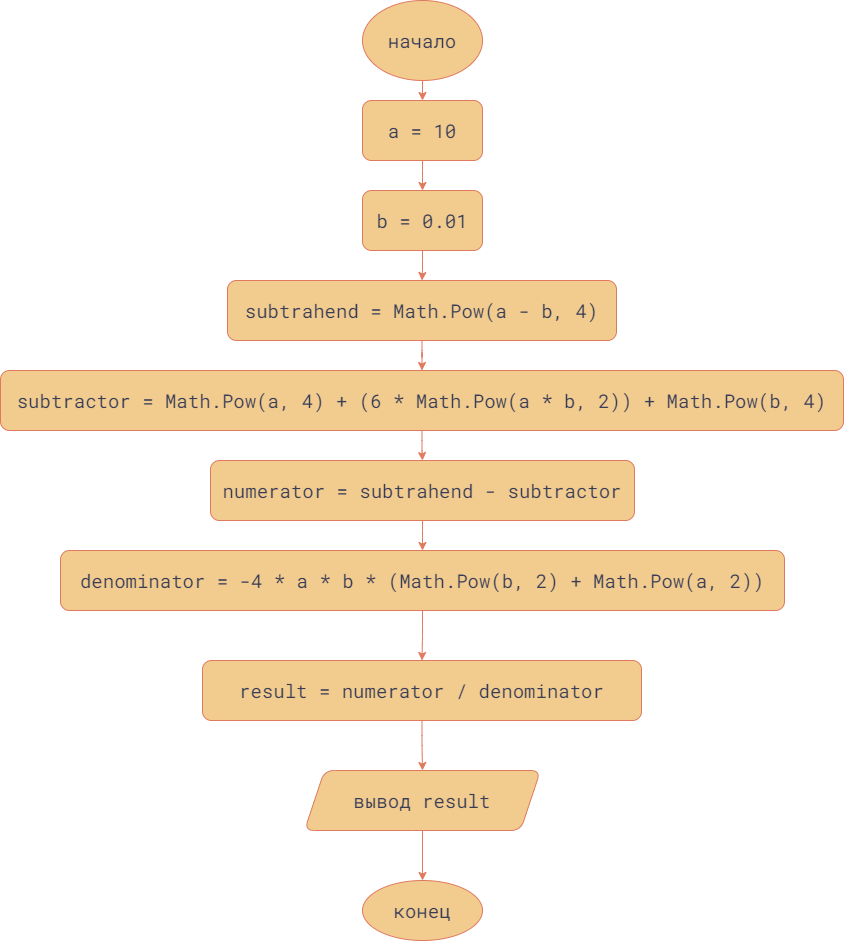 начало
a = 10
b = 0.01
subtrahend = Math.Pow(a - b, 4)
subtractor = Math.Pow(a, 4) + (6 * Math.Pow(a * b, 2)) + Math.Pow(b, 4)
numerator = subtrahend - subtractor
denominator = -4 * a * b * (Math.Pow(b, 2) + Math.Pow(a, 2))
result = numerator / denominator
вывод result
конец